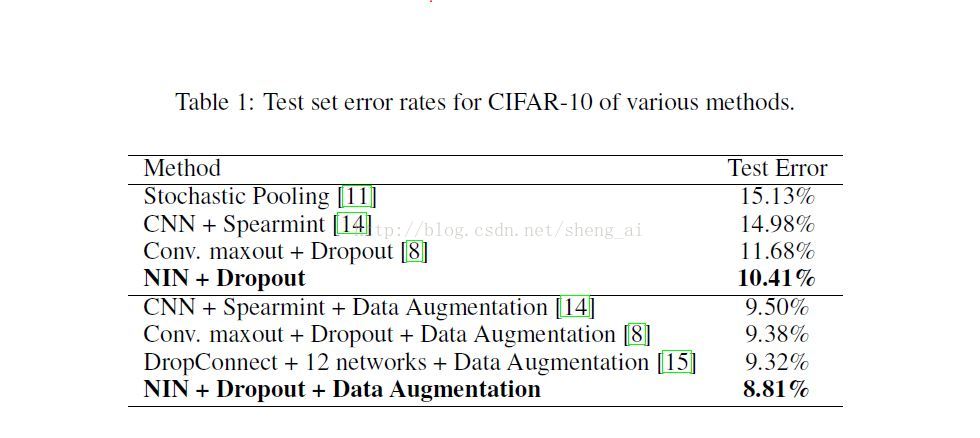 Table 1: Test set error rates for CIFAR-10 of various methods.
Method Test Error
Stochastic Pooling [11] 15.13%
CNN + Spearmint [14] 14.98%
http://blog.csdn.net/sheng_ai
Conv. maxout + Dropout [8] 11.68%
NIN + Dropout 10.41%
CNN + Spearmint + Data Augmentation [14] 9.50%
Conv. maxout + Dropout + Data Augmentation [8] 9.38%
DropConnect + 12 networks + Data Augmentation [15] 9.32%
NIN + Dropout + Data Augmentation 8.81%